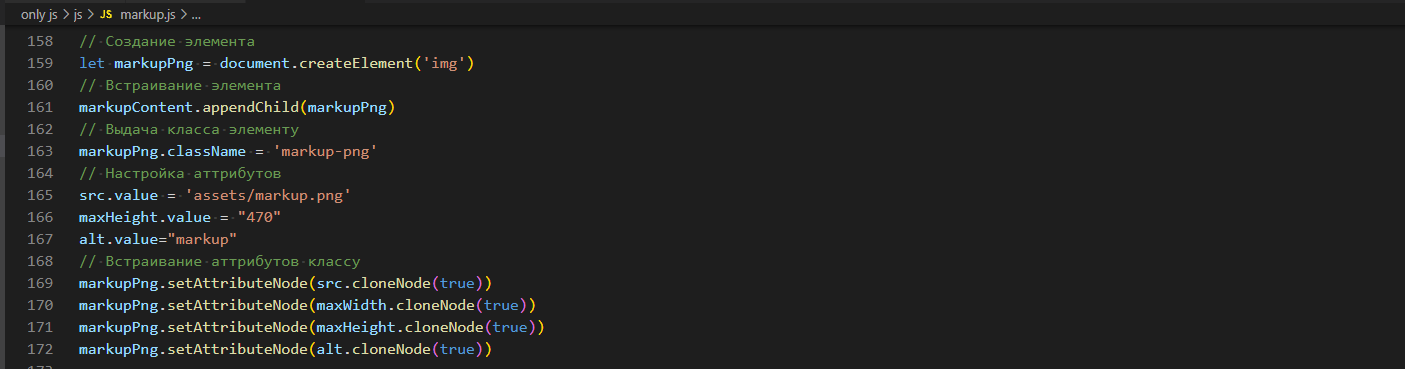 only js > js > JS markup.js > ...
158 // Создание элемента
159 let markupPng = document.createElement('img')
160 // Встраивание элемента
161 markupContent.appendChild(markupPng)
162 // Выдача класса элементу
163 markupPng.className = 'markup-png'
164 // Настройка аттрибутов
165 src.value = 'assets/markup.png'
166 maxHeight.value = "470"
167 alt.value="markup"
168 // Встраивание аттрибутов классу
169 markupPng.setAttributeNode(src.cloneNode(true))
170 markupPng.setAttributeNode(maxWidth.cloneNode(true))
171 markupPng.setAttributeNode(maxHeight.cloneNode(true))
172 markupPng.setAttributeNode(alt.cloneNode(true))